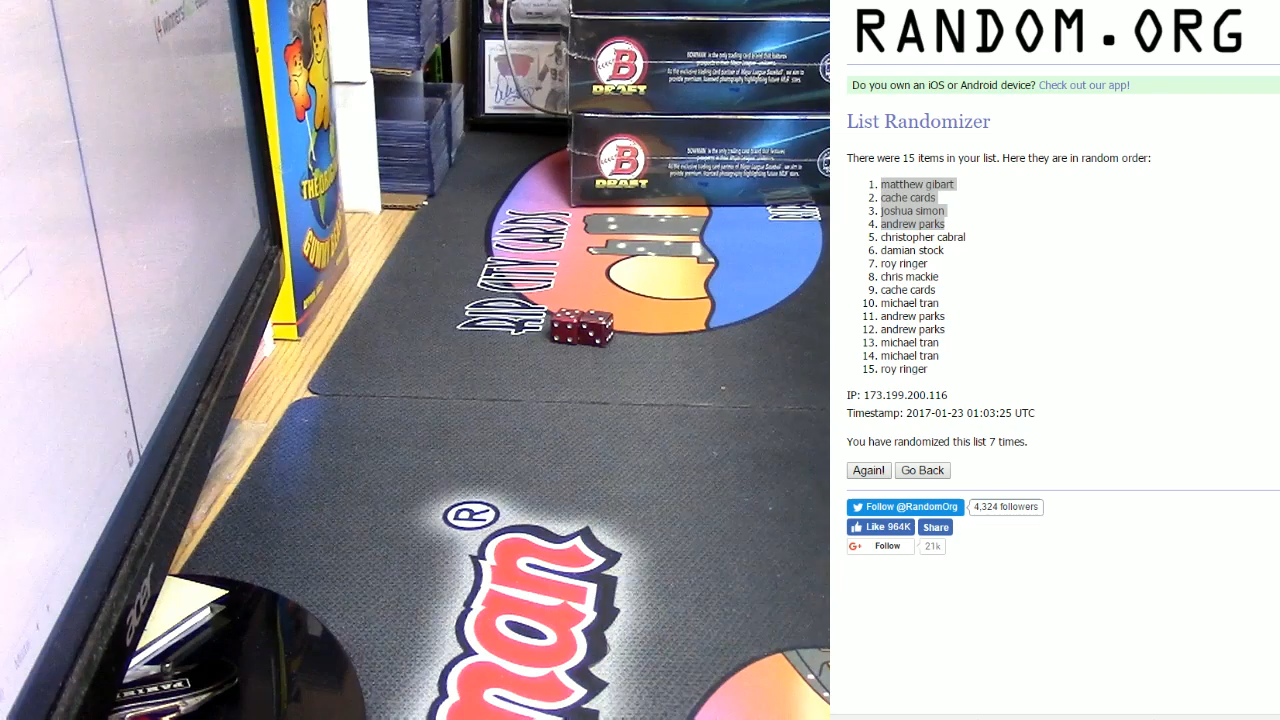 RANDOM.ORG
Do you own an iOS or Android device? Check out our app!
List Randomizer
There were 15 items in your list. Here they are in random order:
1. matthew gibart
2. cache cards
3. joshua simon
4. andrew parks
5. christopher cabral
6. damian stock
7. roy ringer
8. chris mackie
9. cache cards
10. michael tran
11. andrew parks
12. andrew parks
13. michael tran
14. michael tran
15. roy ringer
IP: 173.199.200.116
Timestamp: 2017-01-23 01:03:25 UTC
You have randomized this list 7 times.
Again! Go Back
Follow @RandomOrg 4,324 followers
Like 964K Share
G+ Follow 21k
B
DRAFT
B
DRAFT
RIP CITY CARDS
®
man
acer
PANINI